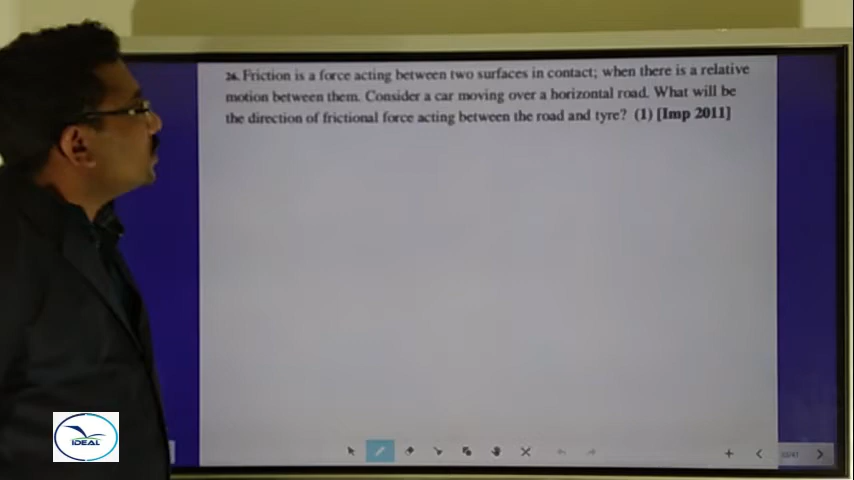 26. Friction is a force acting between two surfaces in contact; when there is a relative
motion between them. Consider a car moving over a horizontal road. What will be
the direction of frictional force acting between the road and tyre? (1) [Imp 2011]
IDEAL